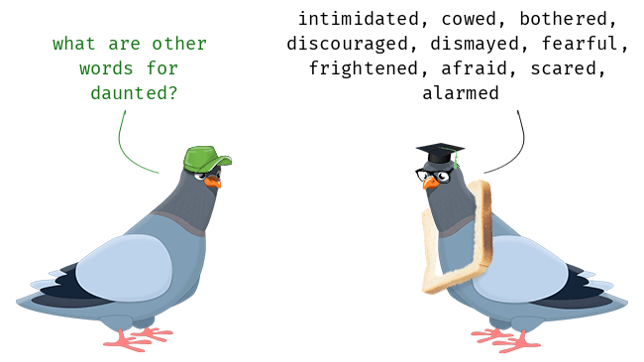 what are other
words for
daunted?
intimidated, cowed, bothered,
discouraged, dismayed, fearful,
frightened, afraid, scared,
alarmed